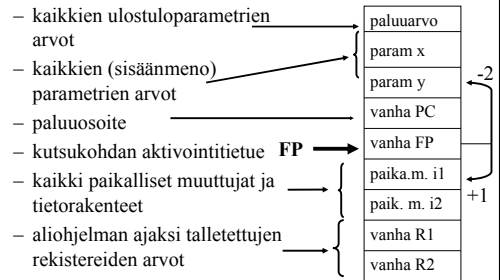 – kaikkien ulostuloparametrien
arvot
– kaikkien (sisäänmeno)
parametrien arvot
– paluuosoite
– kutsukohdan aktivointitietue FP
– kaikki paikalliset muuttujat ja
tietorakenteet
– aliohjelman ajaksi talletettujen
rekistereiden arvot
paluuarvo
param x
param y
vanha PC
vanha FP
paika.m. i1
paik. m. i2
vanha R1
vanha R2
-2
+1